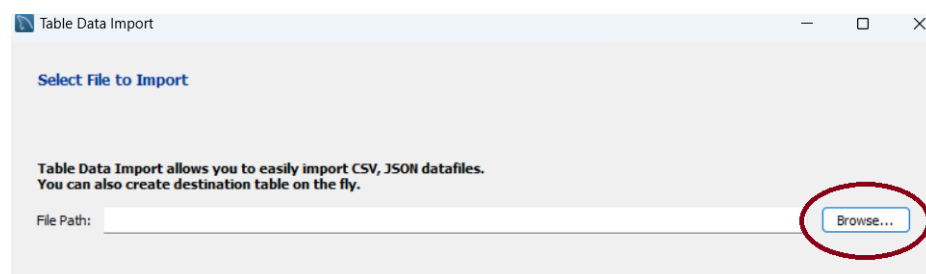 Table Data Import
Select File to Import
Table Data Import allows you to easily import CSV, JSON datafiles.
You can also create destination table on the fly.
File Path:
Browse...